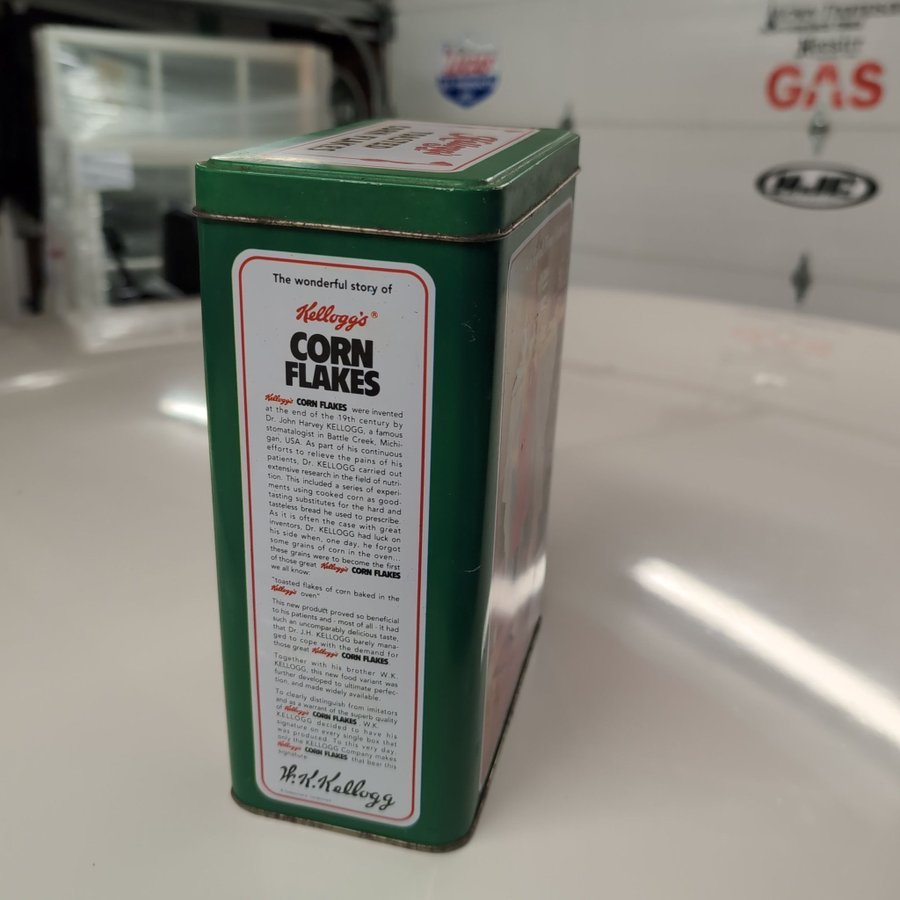 GAS
HJC
Kellogg's
The wonderful story of
Kellogg's®
CORN
FLAKES
Kellogg's CORN FLAKES were invented
at the end of the 19th century by
Dr. John Harvey KELLOGG, a famous
stomatalogist in Battle Creek, Michi-
gan, USA. As part of his continuous
efforts to relieve the pains of his
patients, Dr. KELLOGG carried out
extensive research in the field of nutri-
tion. This included a series of experi-
ments using cooked corn as good-
tasting substitutes for the hard and
tasteless bread he used to prescribe.
As it is often the case with great
inventors, Dr. KELLOGG had luck on
his side when, one day, he forgot
some grains of corn in the oven...
these grains were to become the first
of those great Kellogg's CORN FLAKES
we all know:
"toasted flakes of corn baked in the
Kellogg's oven"
This new product proved so beneficial
to his patients and - most of all - it had
such an uncomparably delicious taste,
that Dr. J.H. KELLOGG barely mana-
ged to cope with the demand for
those great Kellogg's CORN FLAKES
Together with his brother W.K.
KELLOGG, this new food variant was
further developed to ultimate perfec-
tion, and made widely available.
To clearly distinguish from imitators
and as a warrent of the superb quality
of Kellogg's CORN FLAKES, W.K.
KELLOGG decided to have his
signature on every single box that
was produced. To this very day,
only the KELLOGG Company makes
Kellogg's CORN FLAKES that bear this
signature.
W.K.Kellogg